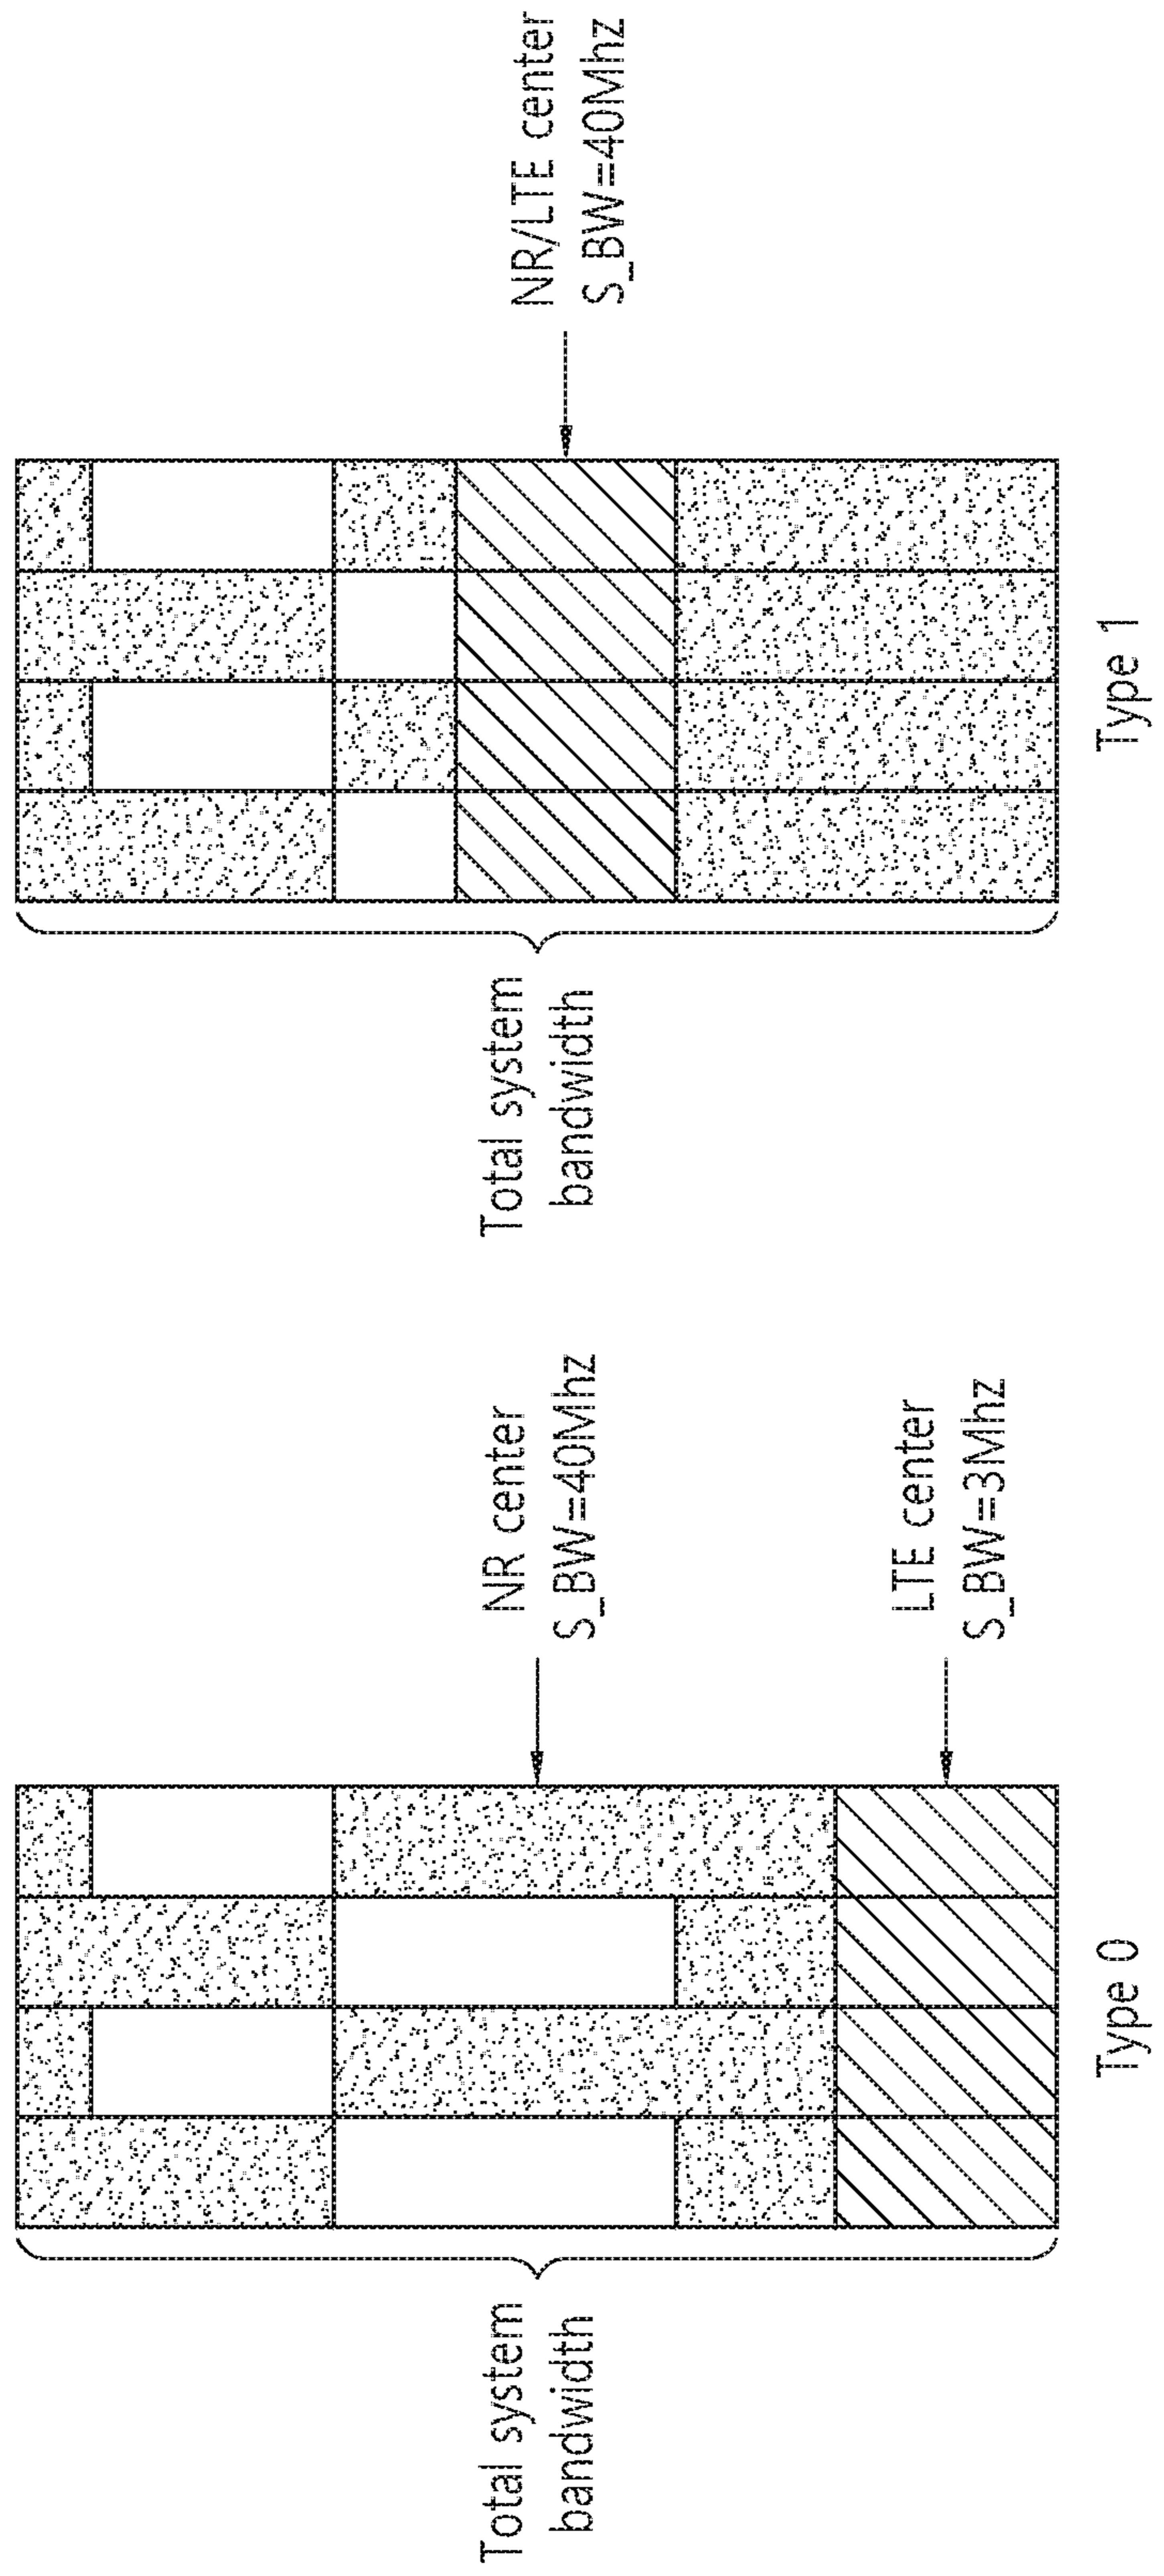 Total system
bandwidth
NR center
S_BW=40Mhz
LTE center
S_BW=3Mhz
Type 0
Total system
bandwidth
NR/LTE center
S_BW=40Mhz
Type 1